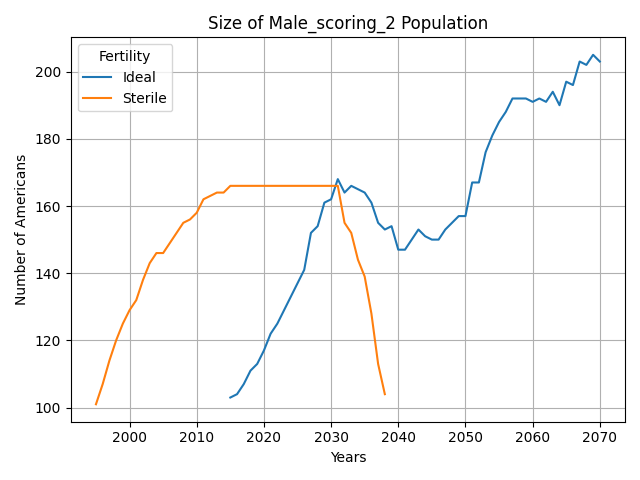 Size of Male_scoring_2 Population
Fertility
Ideal
Sterile
Number of Americans
200
180
160
140
120
100
2000 2010 2020 2030 2040 2050 2060 2070
Years